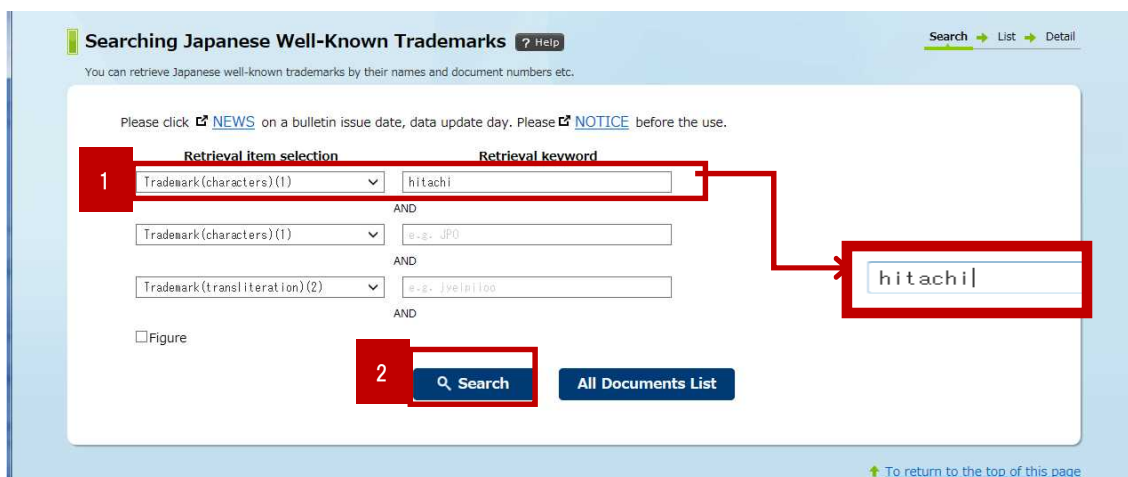 Searching Japanese Well-Known Trademarks ? Help
Search List Detail
You can retrieve Japanese well-known trademarks by their names and document numbers etc.
Please click NEWS on a bulletin issue date, data update day. Please NOTICE before the use.
Retrieval item selection Retrieval keyword
1 Trademark(characters)(1) hitachi
AND
Trademark(characters)(1) e.g. JPO
AND
hitachi
Trademark(transliteration)(2) e.g. jyeipiioo
AND
Figure
2 Search All Documents List
To return to the top of this page